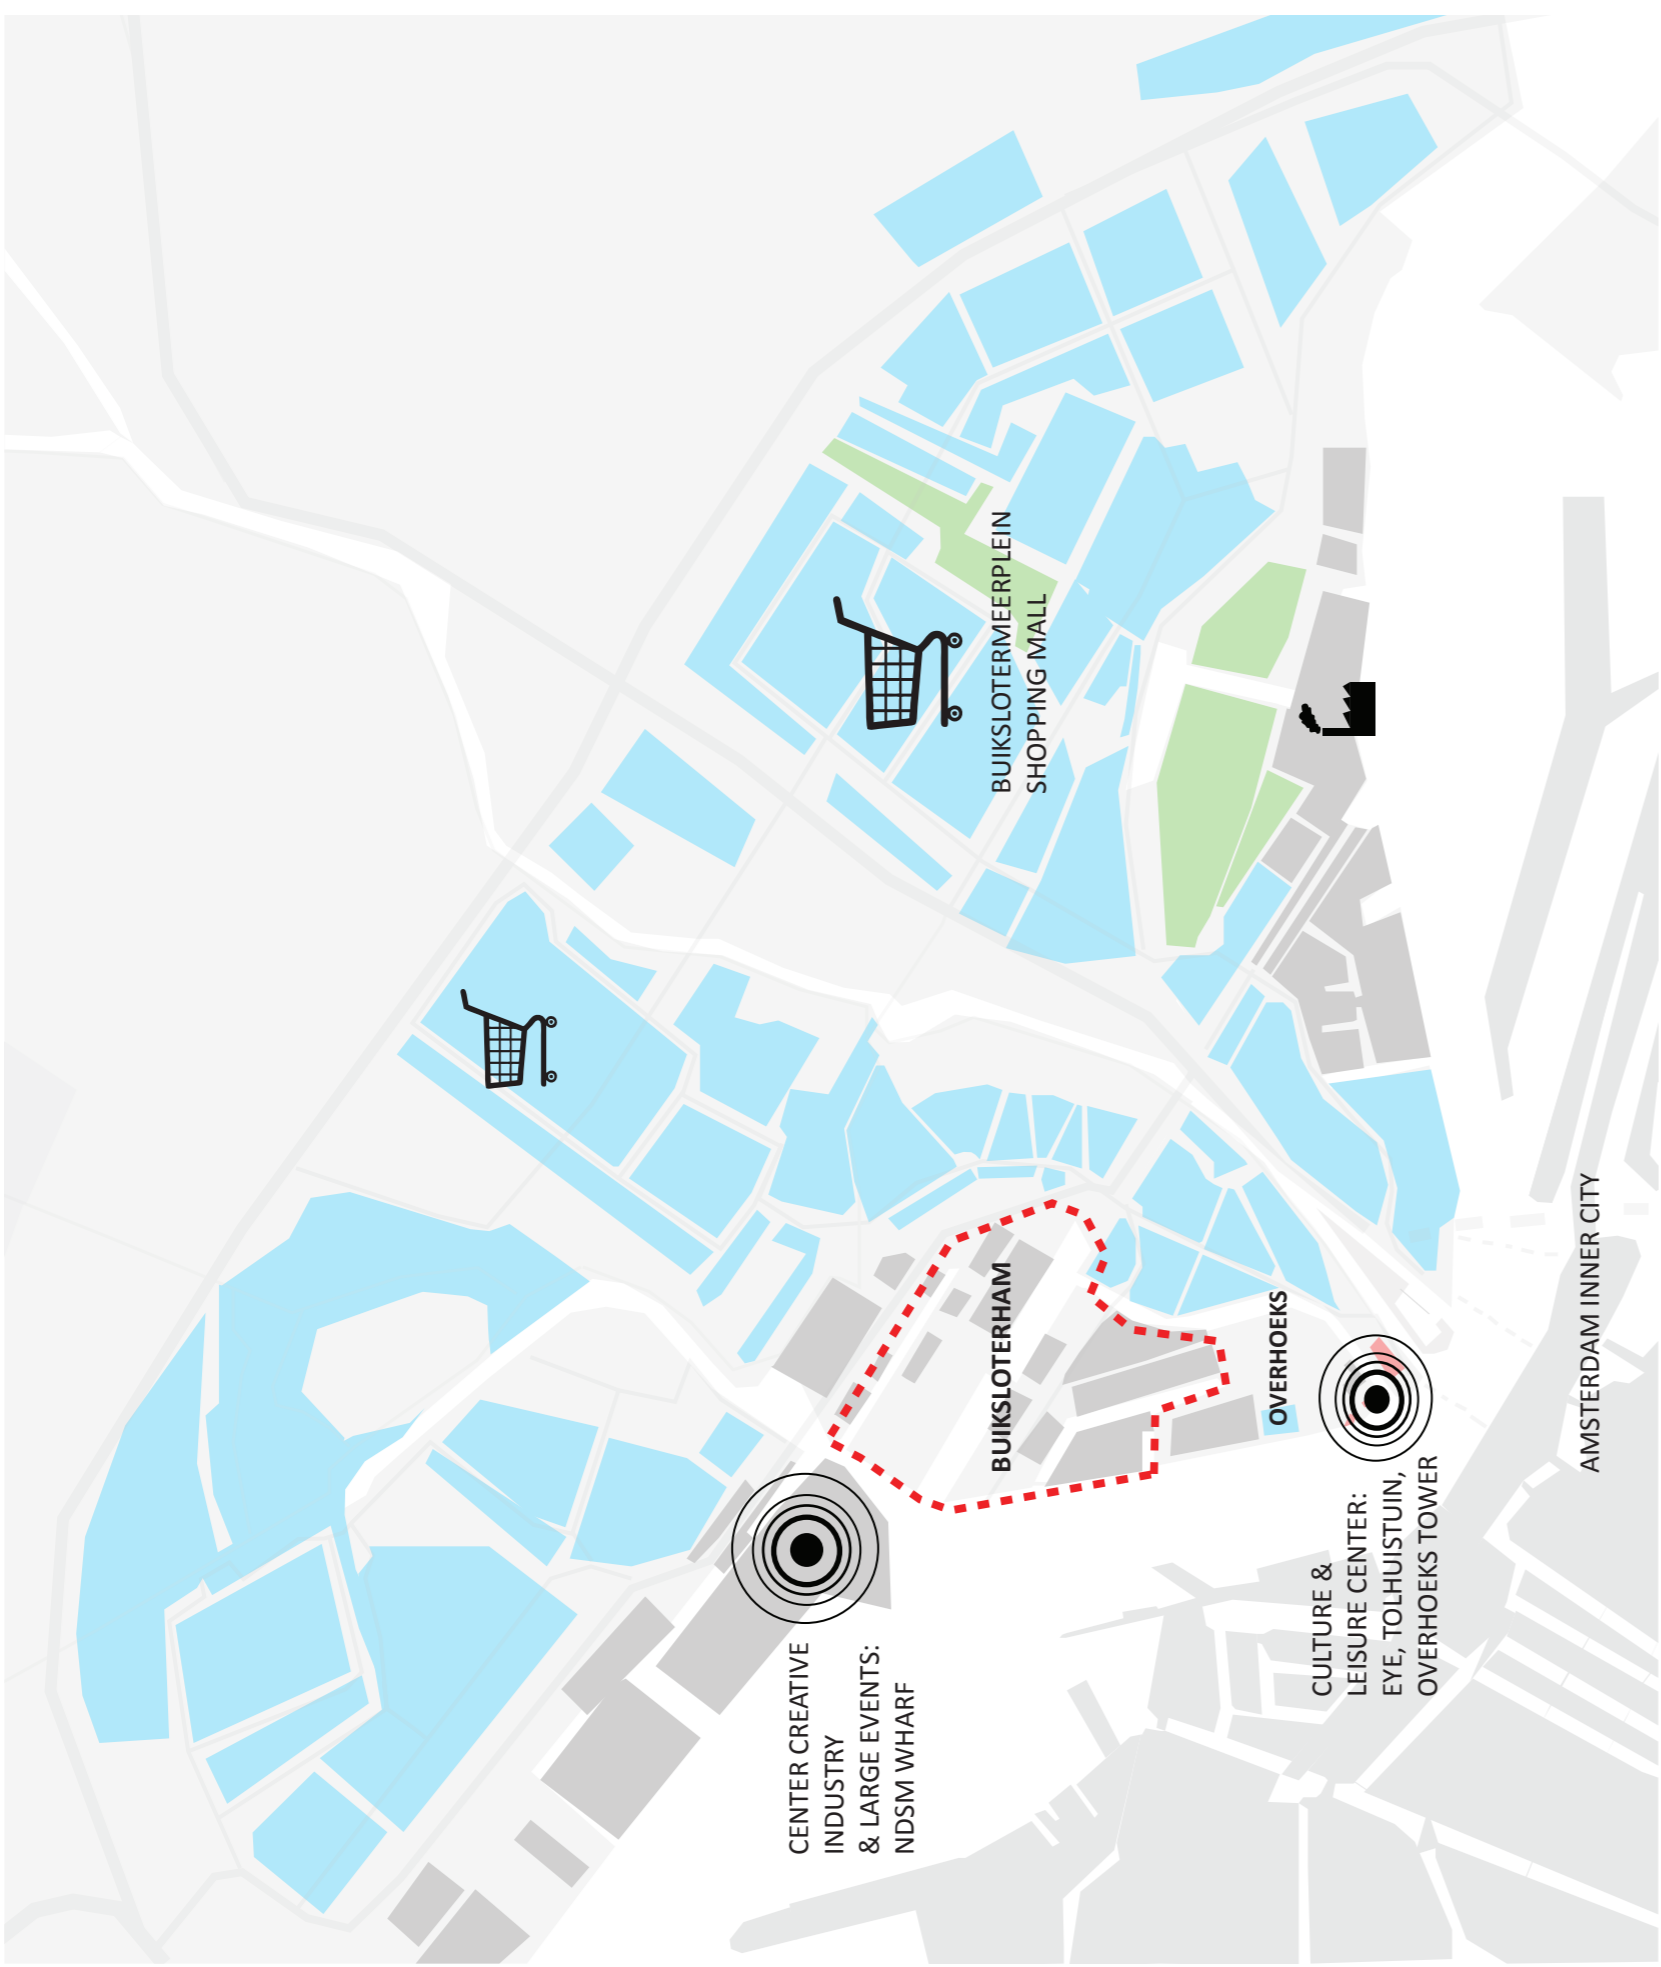 CENTER CREATIVE
INDUSTRY
& LARGE EVENTS:
NDSM WHARF
BUIKSLOTERHAM
BUIKSLOTERMEERPLEIN
SHOPPING MALL
OVERHOEKS
CULTURE &
LEISURE CENTER:
EYE, TOLHUISTUIN,
OVERHOEKS TOWER
AMSTERDAM INNER CITY